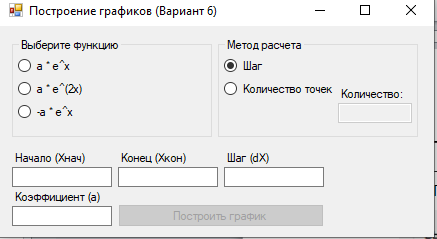 Построение графиков (Вариант 6)
Выберите функцию
a * e^x
a * e^(2x)
-a * e^x
Метод расчета
Шаг
Количество точек
Количество:
Начало (Xнач)
Конец (Xкон)
Шаг (dX)
Коэффициент (a)
Построить график